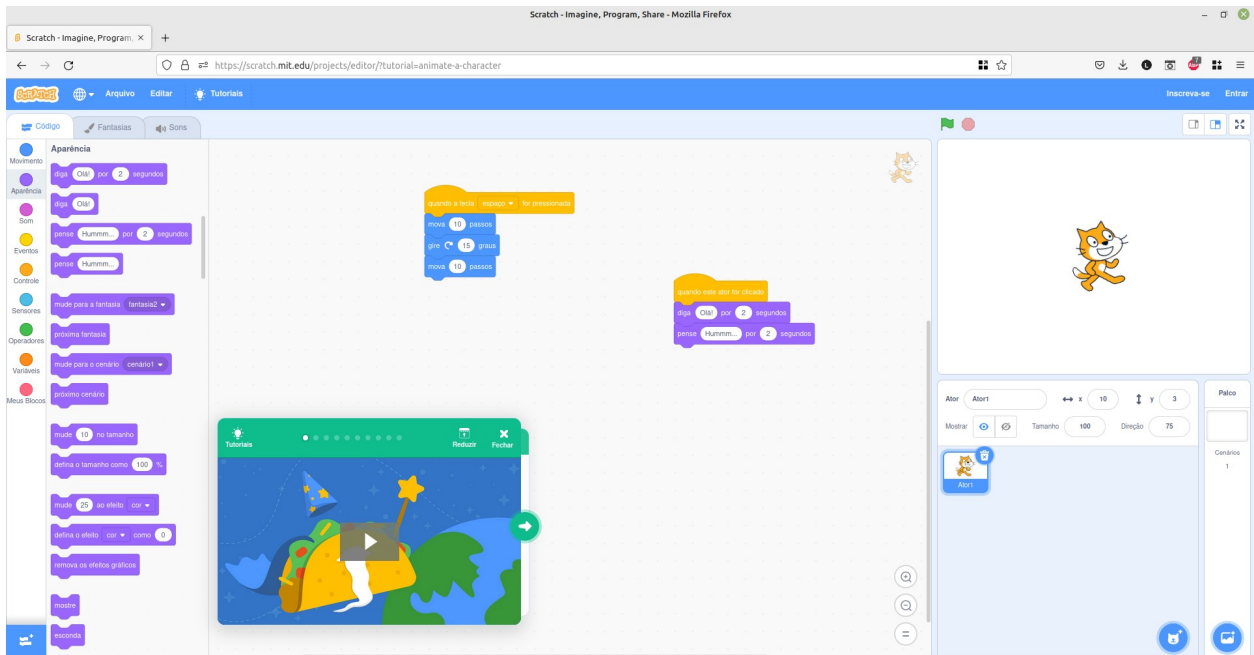 Scratch - Imagine, Program, Share - Mozilla Firefox
Scratch - Imagine, Program,
https://scratch.mit.edu/projects/editor/?tutorial=animate-a-character
SCRATCH
Arquivo
Editar
Tutoriais
Inscreva-se
Entrar
Código
Fantasias
Sons
Movimento
Aparência
Som
Eventos
Controle
Sensores
Operadores
Variáveis
Meus Blocos
Aparência
diga Olá! por 2 segundos
diga Olá!
pense Hummm... por 2 segundos
pense Hummm...
mude para a fantasia fantasia2
próxima fantasia
mude para o cenário cenário1
próximo cenário
mude 10 no tamanho
defina o tamanho como 100 %
mude 25 ao efeito cor
defina o efeito cor como 0
remova os efeitos gráficos
mostre
esconda
quando a tecla espaço for pressionada
mova 10 passos
gire 15 graus
mova 10 passos
quando este ator for clicado
diga Olá! por 2 segundos
pense Hummm... por 2 segundos
Tutoriais
Reduzir
Fechar
Ator Ator1 x 10 y 3
Mostrar Tamanho 100 Direção 75
Ator1
Palco
Cenários
1